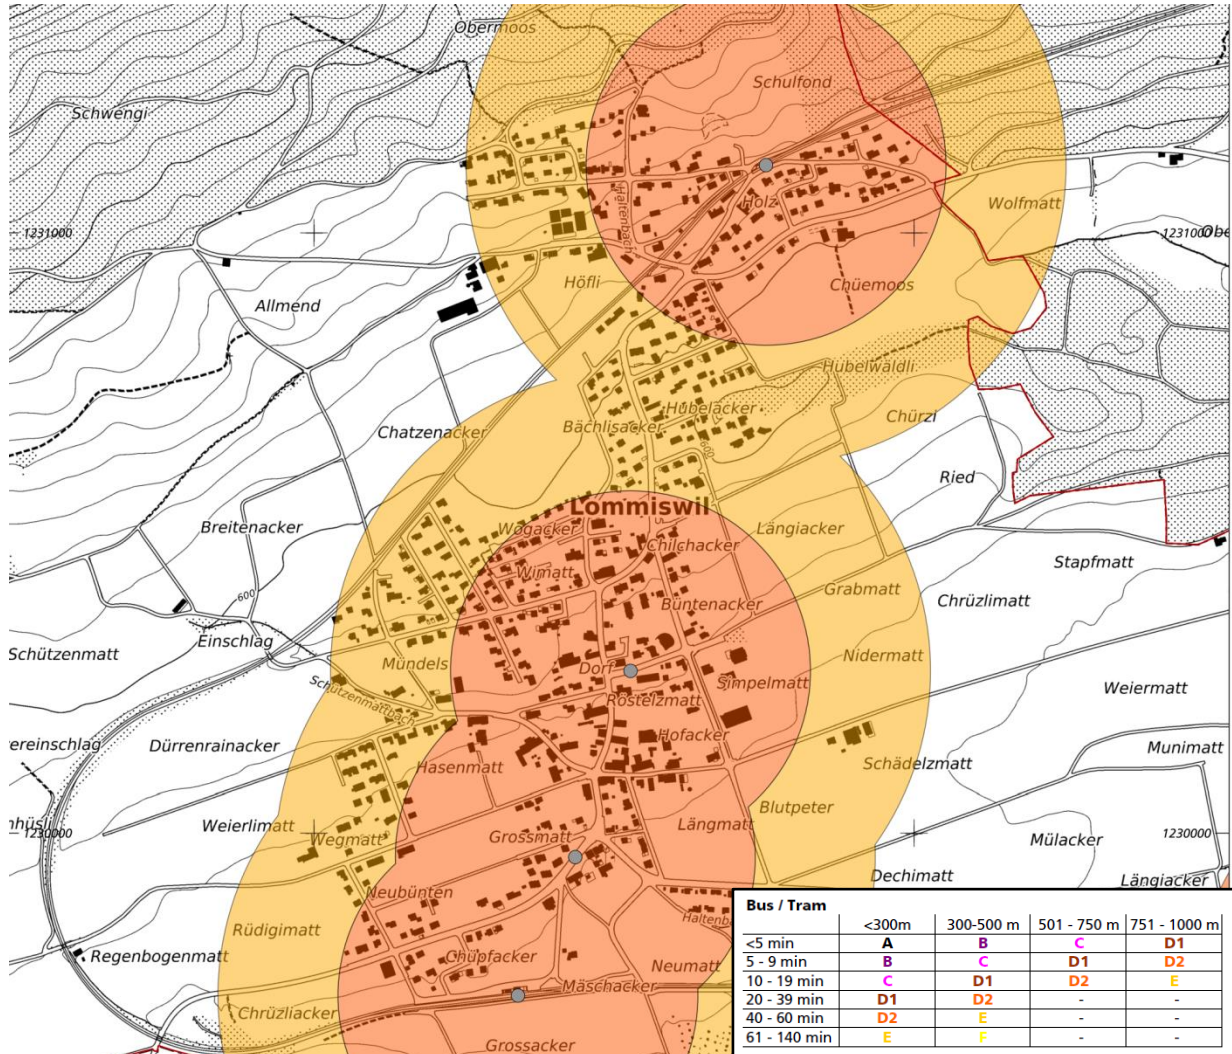 Obermoos
Schulfond
Schwengi
Haltenbach
Holz
Wolfmatt
1231000
1231000
Höfli
Chüemoos
Allmend
Hubelwäldli
Hubelacker
Chürzi
Bächlisacker
Chatzenacker
600
Ried
Lommiswil
Breitenacker
Wogacker
Längiacker
Chilchacker
Stapfmatt
Wimatt
Grabmatt
600
Büntenacker
Chrüzlimatt
Einschlag
Schützenmatt
Mündels
Dorf
Nidermatt
Simpelmatt
Weiermatt
Schützenmattbach
Röstelzmatt
ereinschlag
Dürrenrainacker
Hofacker
Munimatt
Hasenmatt
Schädelzmatt
Blutpeter
nhüsli
1230000
Weierlimatt
Wegmatt
Grossmatt
Längmatt
1230000
Mülacker
Dechimatt
Längiacker
Neubünten
Rüdigimatt
Regenbogenmatt
Chüpfacker
Neumatt
Mäschacker
Chrüzliacker
Grossacker
Bus / Tram
<300m 300-500 m 501 - 750 m 751 - 1000 m
<5 min A B C D1
5 - 9 min B C D1 D2
10 - 19 min C D1 D2 E
20 - 39 min D1 D2 - -
40 - 60 min D2 E - -
61 - 140 min E F - -